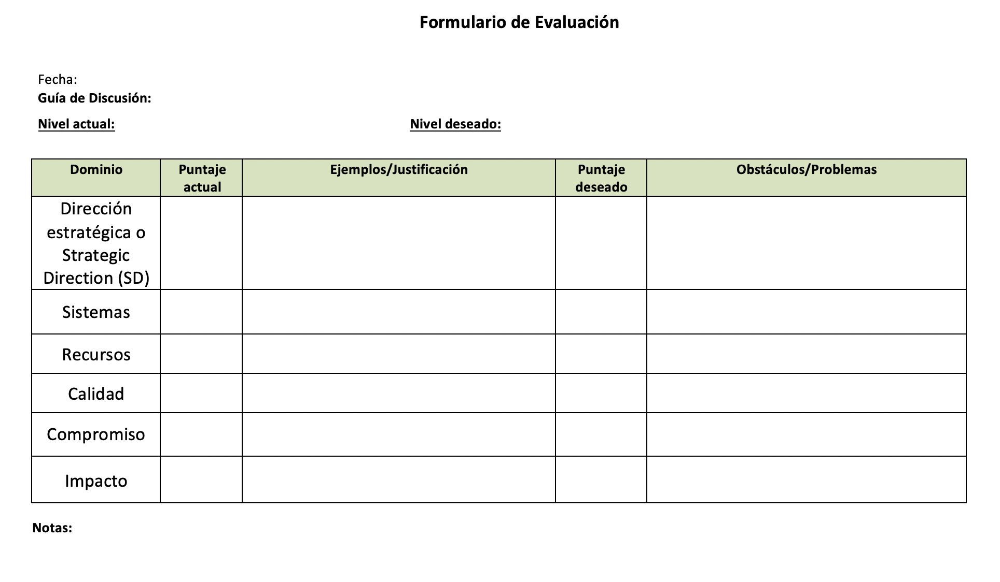 Formulario de Evaluación
Fecha:
Guía de Discusión:
Nivel actual: Nivel deseado:
Dominio
Puntaje
actual
Ejemplos/Justificación
Puntaje
deseado
Obstáculos/Problemas
Dirección
estratégica o
Strategic
Direction (SD)
Sistemas
Recursos
Calidad
Compromiso
Impacto
Notas: